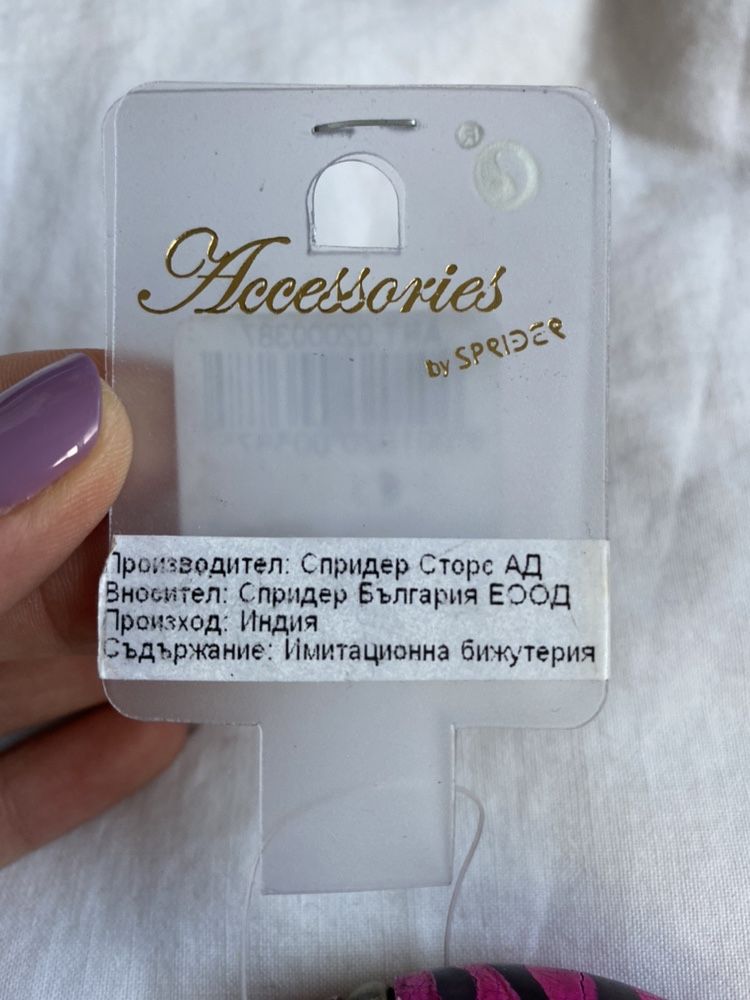 Accessories
by SPRIDER
Производител: Спридер Сторс АД
Вносител: Спридер България ЕООД
Произход: Индия
Съдържание: Имитационна бижутерия